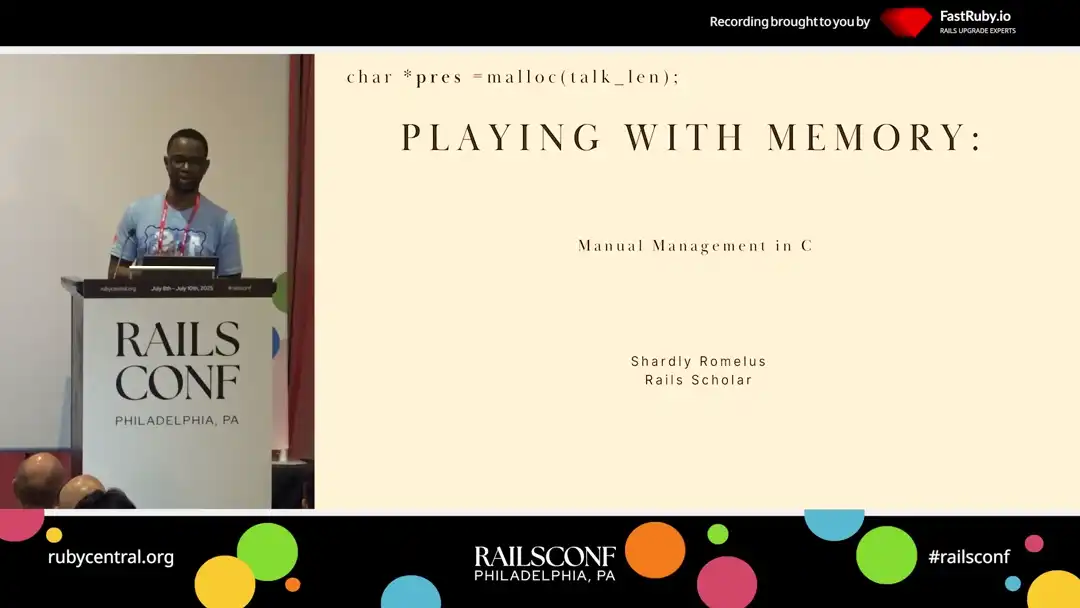 Recording brought to you by
FastRuby.io
RAILS UPGRADE EXPERTS
char *pres =malloc(talk_len);
PLAYING WITH MEMORY:
Manual Management in C
Shardly Romelus
Rails Scholar
rubycentral.org
July 8th - July 10th, 2025
#railsconf
RAILS
CONF
PHILADELPHIA, PA
rubycentral.org
RAILSCONF
PHILADELPHIA, PA
#railsconf